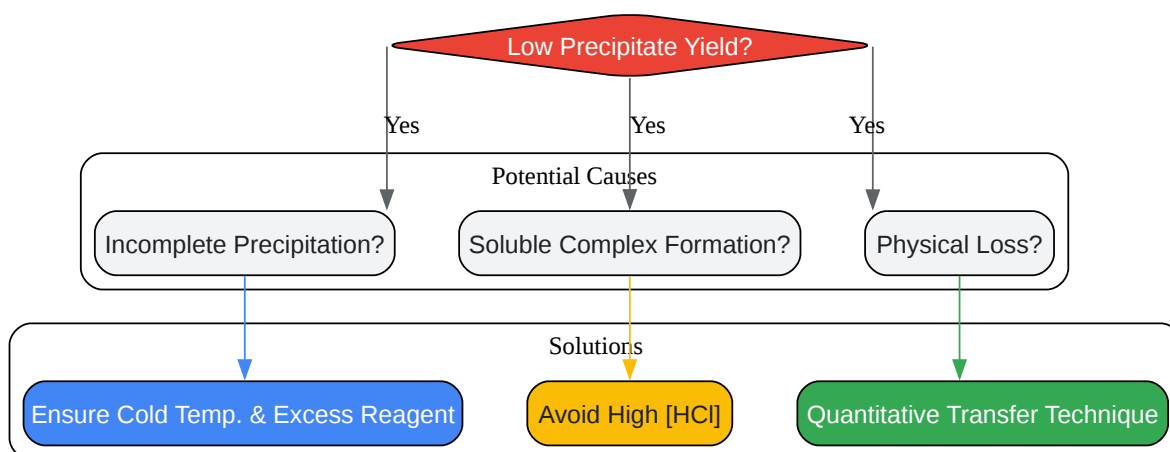 Low Precipitate Yield?
Yes
Yes
Yes
Potential Causes
Incomplete Precipitation?
Soluble Complex Formation?
Physical Loss?
Solutions
Ensure Cold Temp. & Excess Reagent
Avoid High [HCl]
Quantitative Transfer Technique